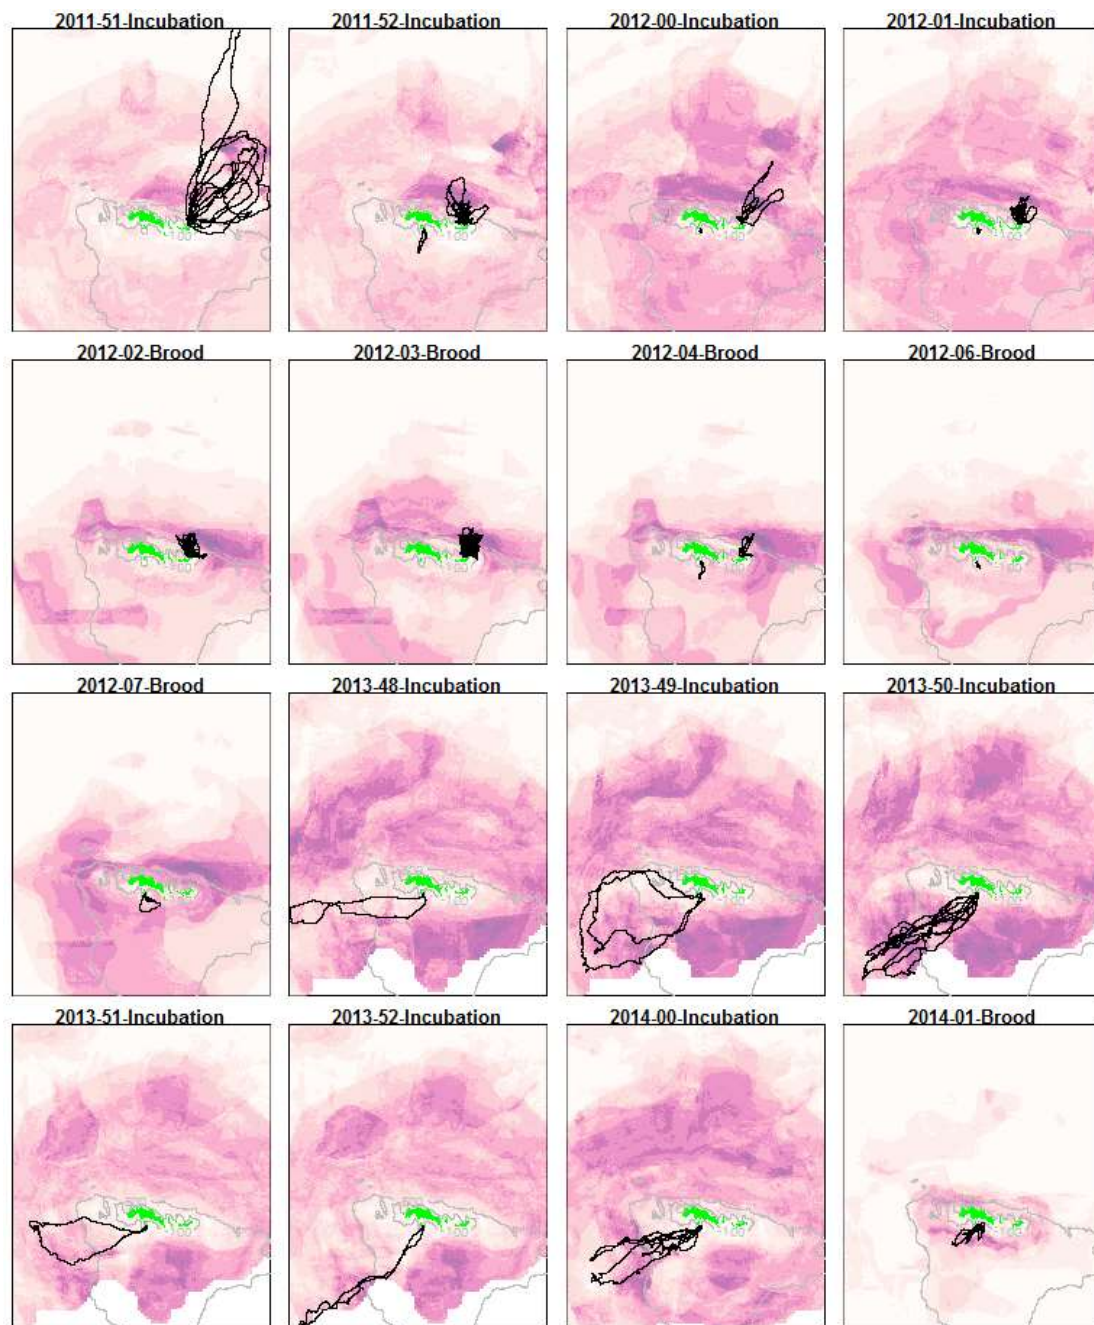 2011-51-Incubation 2011-52-Incubation 2012-00-Incubation 2012-01-Incubation
2012-02-Brood 2012-03-Brood 2012-04-Brood 2012-06-Brood
2012-07-Brood 2013-48-Incubation 2013-49-Incubation 2013-50-Incubation
2013-51-Incubation 2013-52-Incubation 2014-00-Incubation 2014-01-Brood